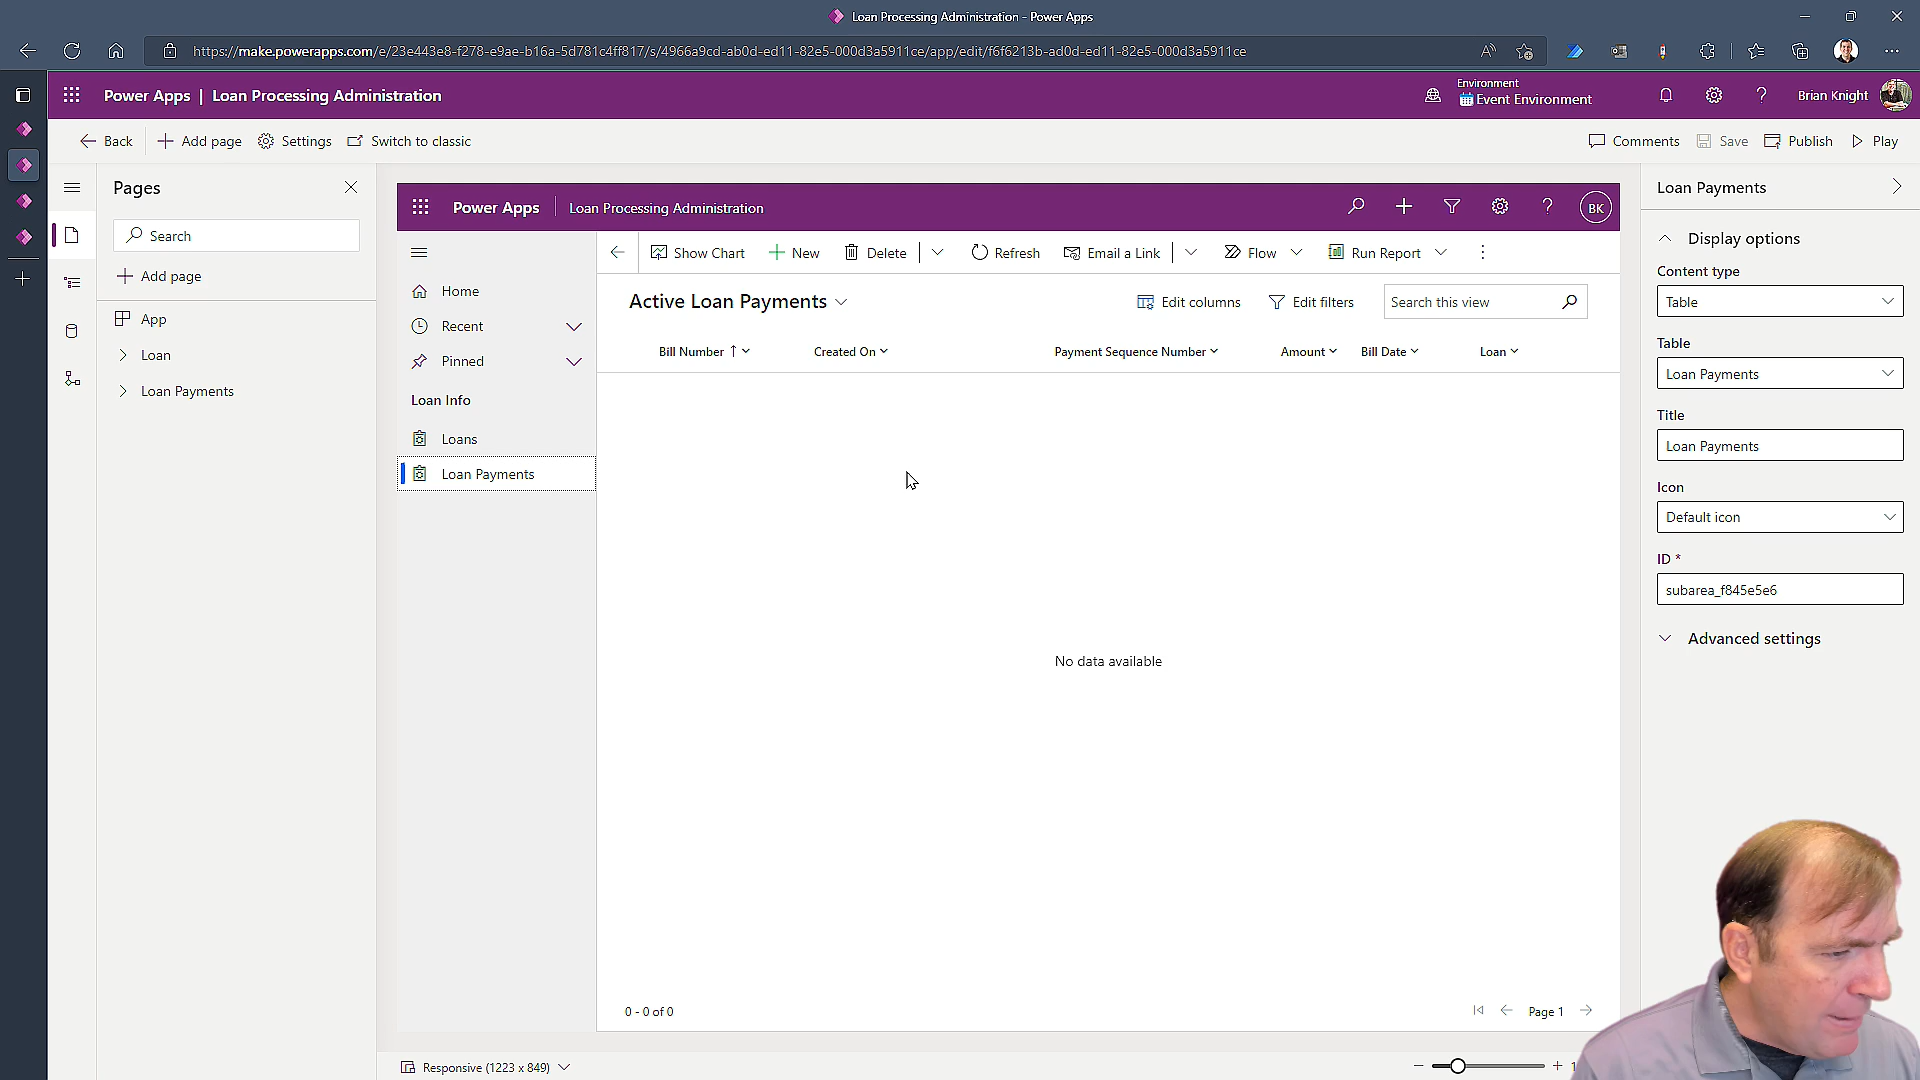 Loan Processing Administration - Power Apps
https://make.powerapps.com/e/23e443e8-f278-e9ae-b16a-5d781c4ff817/s/4966a9cd-ab0d-ed11-82e5-000d3a5911ce/app/edit/f6f6213b-ad0d-ed11-82e5-000d3a5911ce
Power Apps | Loan Processing Administration
Environment
Event Environment
Brian Knight
Back
Add page
Settings
Switch to classic
Comments
Save
Publish
Play
Pages
Search
Add page
App
Loan
Loan Payments
Power Apps
Loan Processing Administration
BK
Home
Recent
Pinned
Loan Info
Loans
Loan Payments
Show Chart
New
Delete
Refresh
Email a Link
Flow
Run Report
Active Loan Payments
Edit columns
Edit filters
Search this view
Bill Number
Created On
Payment Sequence Number
Amount
Bill Date
Loan
No data available
0 - 0 of 0
Page 1
Responsive (1223 x 849)
Loan Payments
Display options
Content type
Table
Table
Loan Payments
Title
Loan Payments
Icon
Default icon
ID *
subarea_f845e5e6
Advanced settings